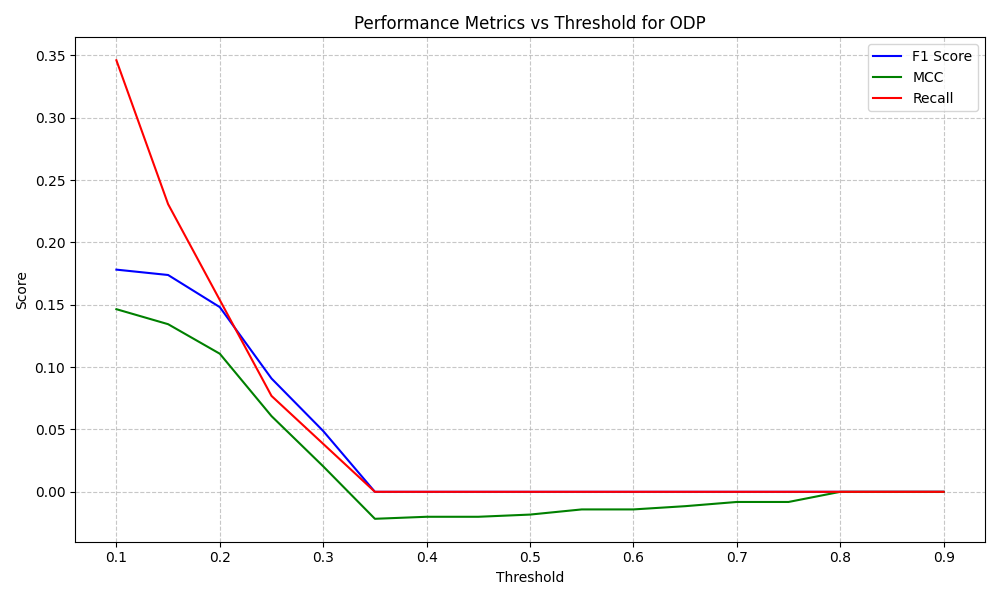 Performance Metrics vs Threshold for ODP
F1 Score
MCC
Recall
Score
0.35
0.30
0.25
0.20
0.15
0.10
0.05
0.00
0.1 0.2 0.3 0.4 0.5 0.6 0.7 0.8 0.9
Threshold